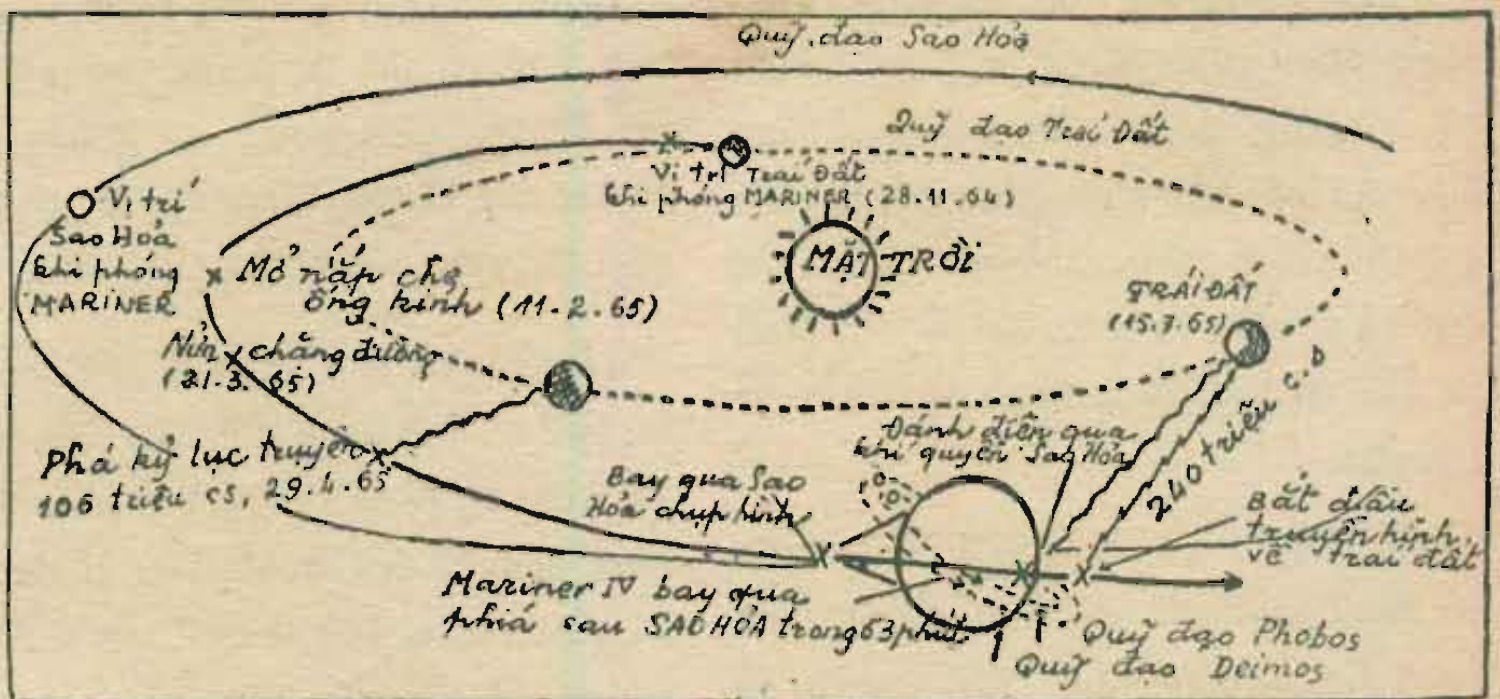 Quỹ đạo Sao Hỏa
Quỹ đạo Trái Đất
Vị trí Trái Đất
khi phóng MARINER (28.11.64)
Vị trí
Sao Hỏa
khi phóng
MARINER
MẶT TRỜI
Mở nắp che
ống kính (11.2.65)
TRÁI ĐẤT
(15.7.65)
Nửa chặng đường
(21.3.65)
240 triệu c.s
Phá kỷ lục truyền
106 triệu cs, 29.4.65
Đánh điện qua
khí quyển Sao Hỏa
Bay qua Sao
Hỏa chụp hình
Bắt đầu
truyền hình
về trái đất
Mariner IV bay qua
phiá sau SAO HỎA trong 63 phút
Quỹ đạo Phobos
Quỹ đạo Deimos